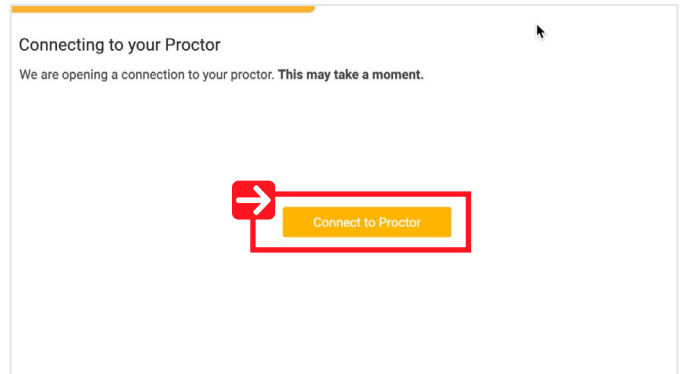 Connecting to your Proctor
We are opening a connection to your proctor. This may take a moment.
Connect to Proctor